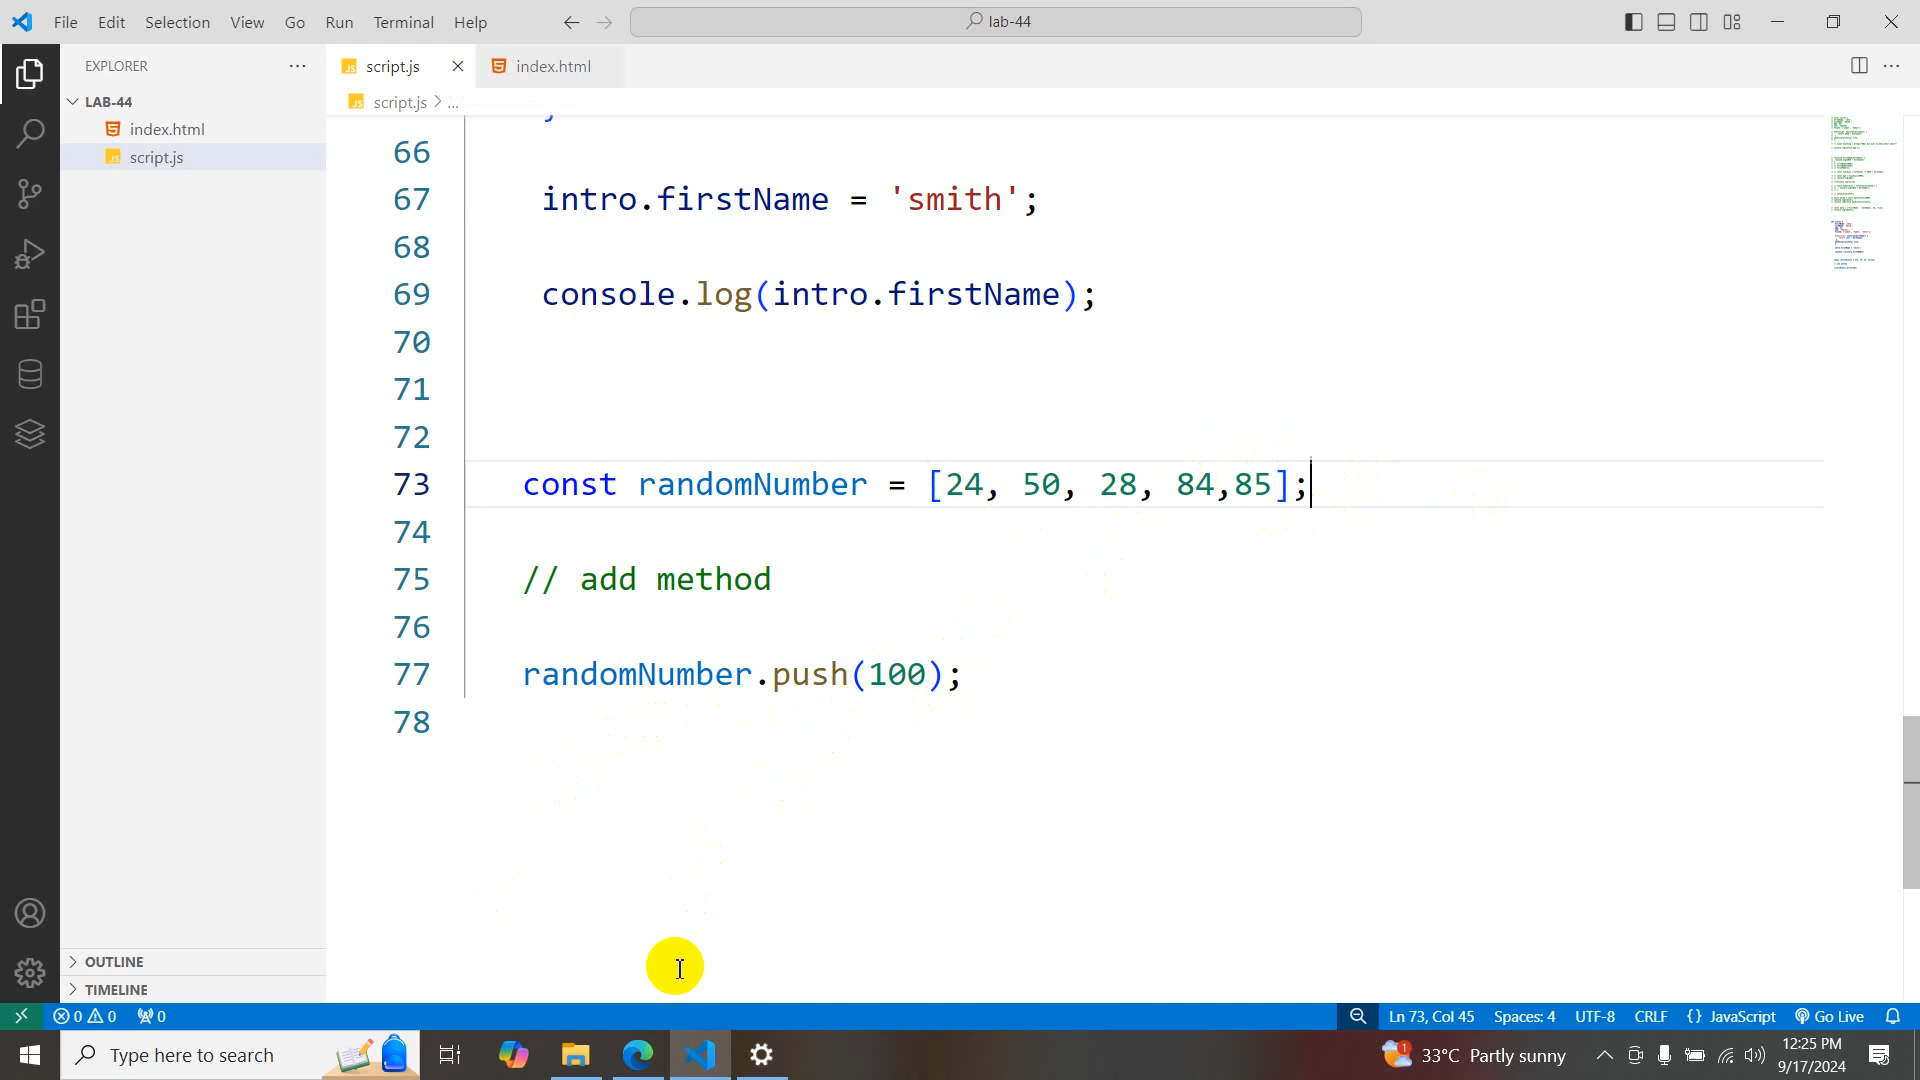 File Edit Selection View Go Run Terminal Help
lab-44
EXPLORER
script.js
index.html
script.js > ...
LAB-44
index.html
script.js
66
67 intro.firstName = 'smith';
68
69 console.log(intro.firstName);
70
71
72
73 const randomNumber = [24, 50, 28, 84,85];
74
75 // add method
76
77 randomNumber.push(100);
78
OUTLINE
TIMELINE
0 0 0
Ln 73, Col 45 Spaces: 4 UTF-8 CRLF {} JavaScript Go Live
Type here to search
1
33°C Partly sunny
12:25 PM
9/17/2024